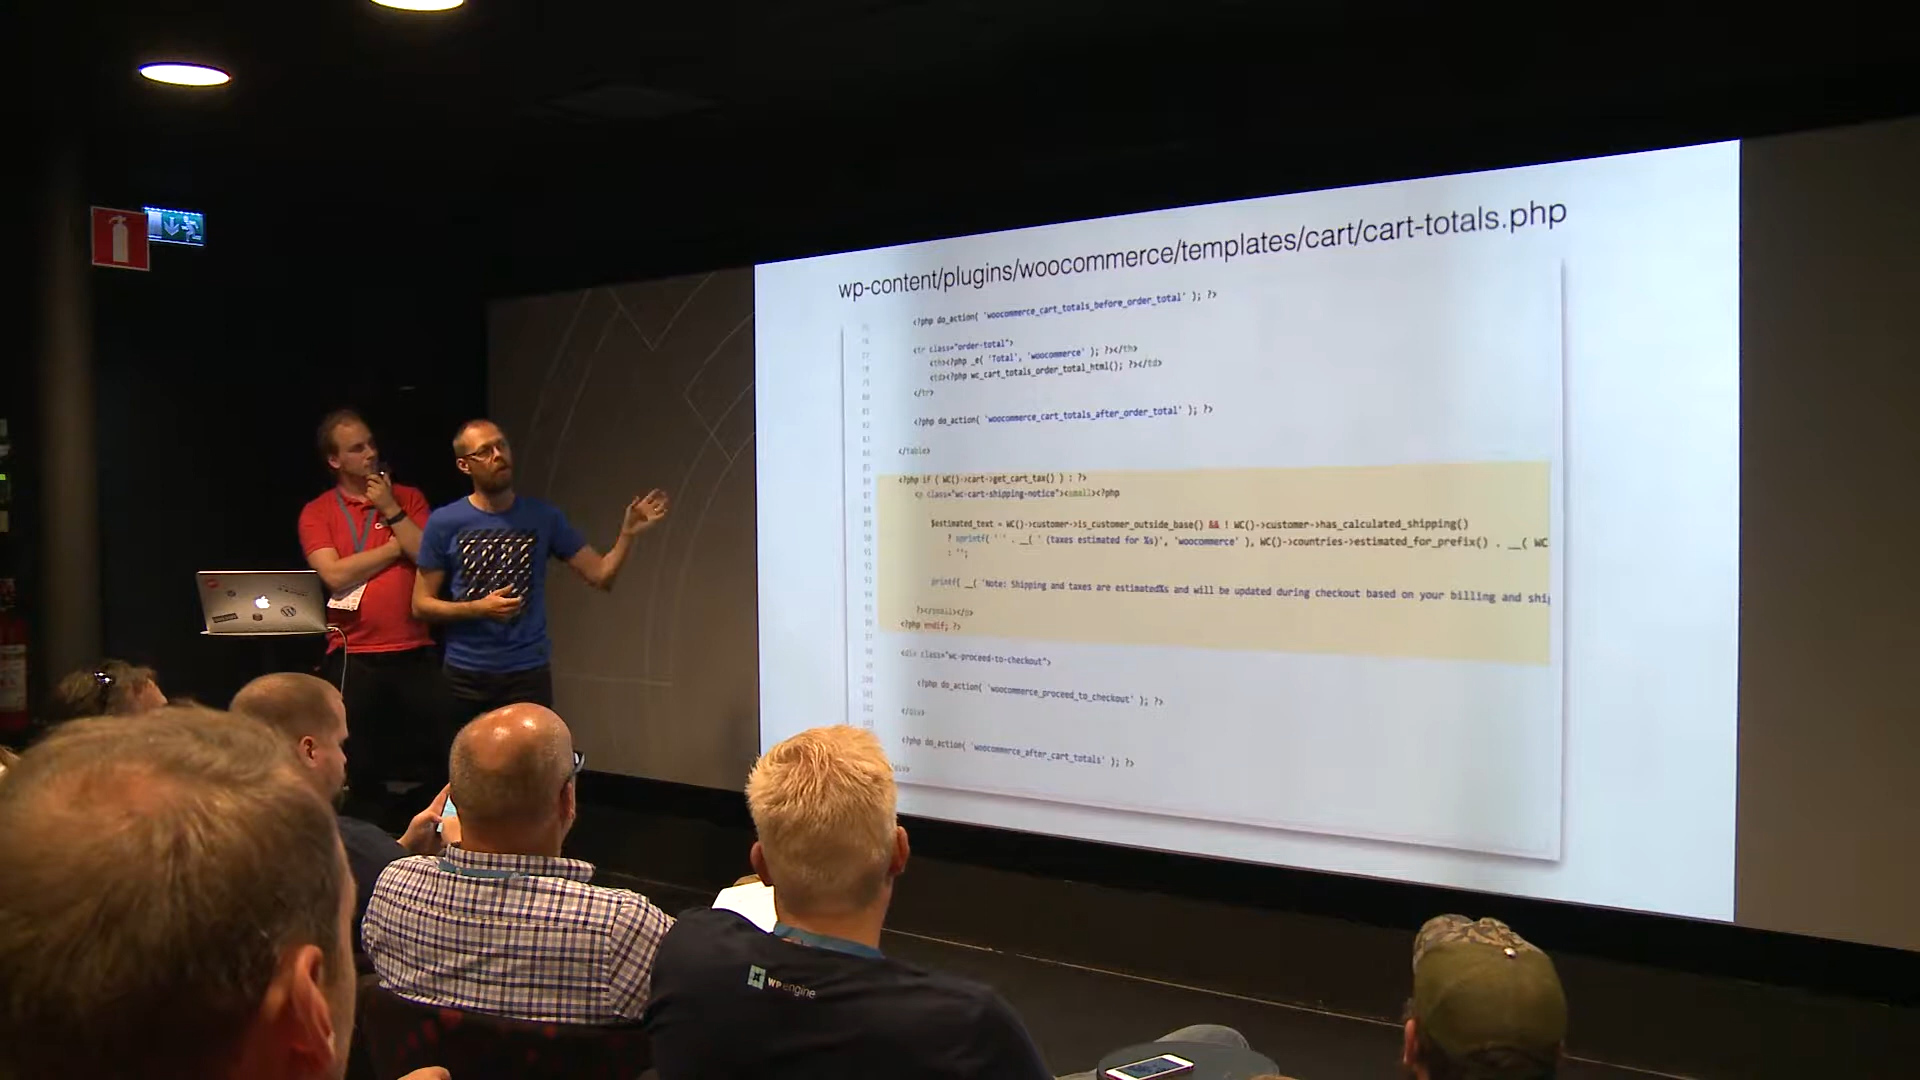 wp-content/plugins/woocommerce/templates/cart/cart-totals.php
<?php do_action( 'woocommerce_cart_totals_before_order_total' ); ?>
<tr class="order-total">
<th><?php _e( 'Total', 'woocommerce' ); ?></th>
<td><?php wc_cart_totals_order_total_html(); ?></td>
</tr>
<?php do_action( 'woocommerce_cart_totals_after_order_total' ); ?>
</table>
<?php if ( WC()->cart->get_cart_tax() ) : ?>
<p class="wc-cart-shipping-notice"><small><?php
$estimated_text = WC()->customer->is_customer_outside_base() && ! WC()->customer->has_calculated_shipping()
? sprintf( ' ' . __( ' (taxes estimated for %s)', 'woocommerce' ), WC()->countries->estimated_for_prefix() . __( WC
: '';
printf( __( 'Note: Shipping and taxes are estimated%s and will be updated during checkout based on your billing and ship
?></small></p>
<?php endif; ?>
<div class="wc-proceed-to-checkout">
<?php do_action( 'woocommerce_proceed_to_checkout' ); ?>
</div>
<?php do_action( 'woocommerce_after_cart_totals' ); ?>
div>
WP engine